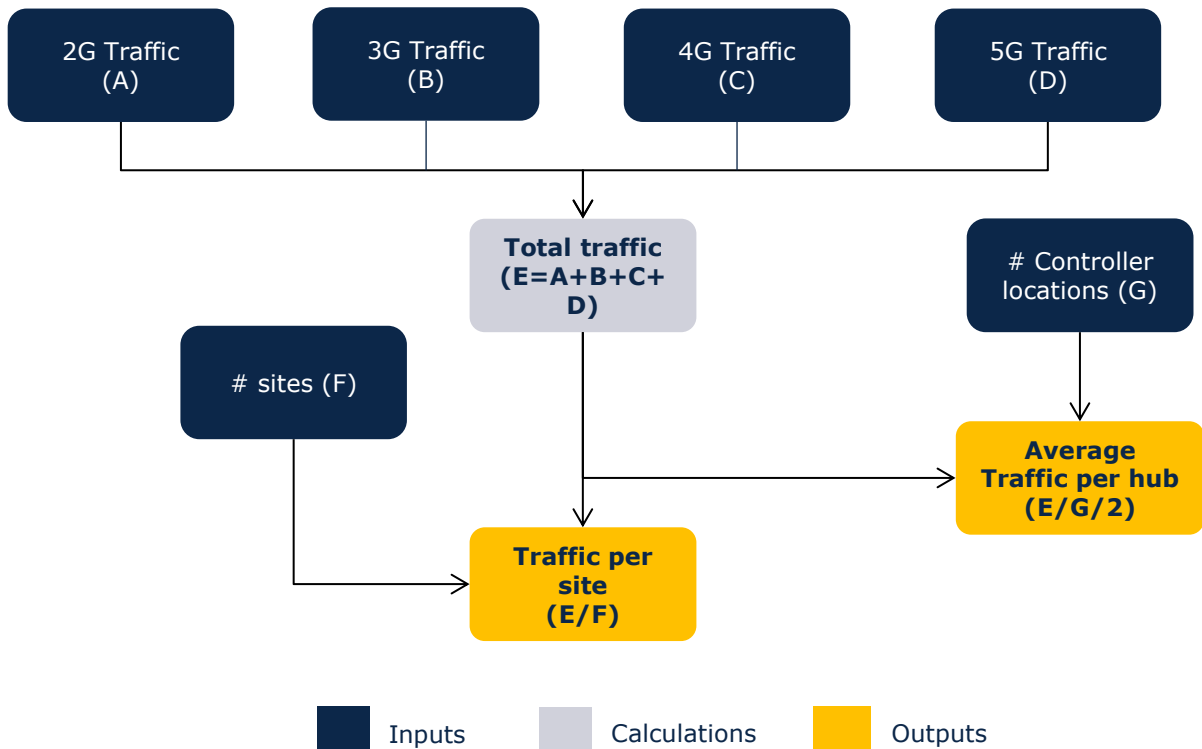 2G Traffic
(A)
3G Traffic
(B)
4G Traffic
(C)
5G Traffic
(D)
Total traffic
(E=A+B+C+
D)
# Controller
locations (G)
# sites (F)
Average
Traffic per hub
(E/G/2)
Traffic per
site
(E/F)
Inputs
Calculations
Outputs